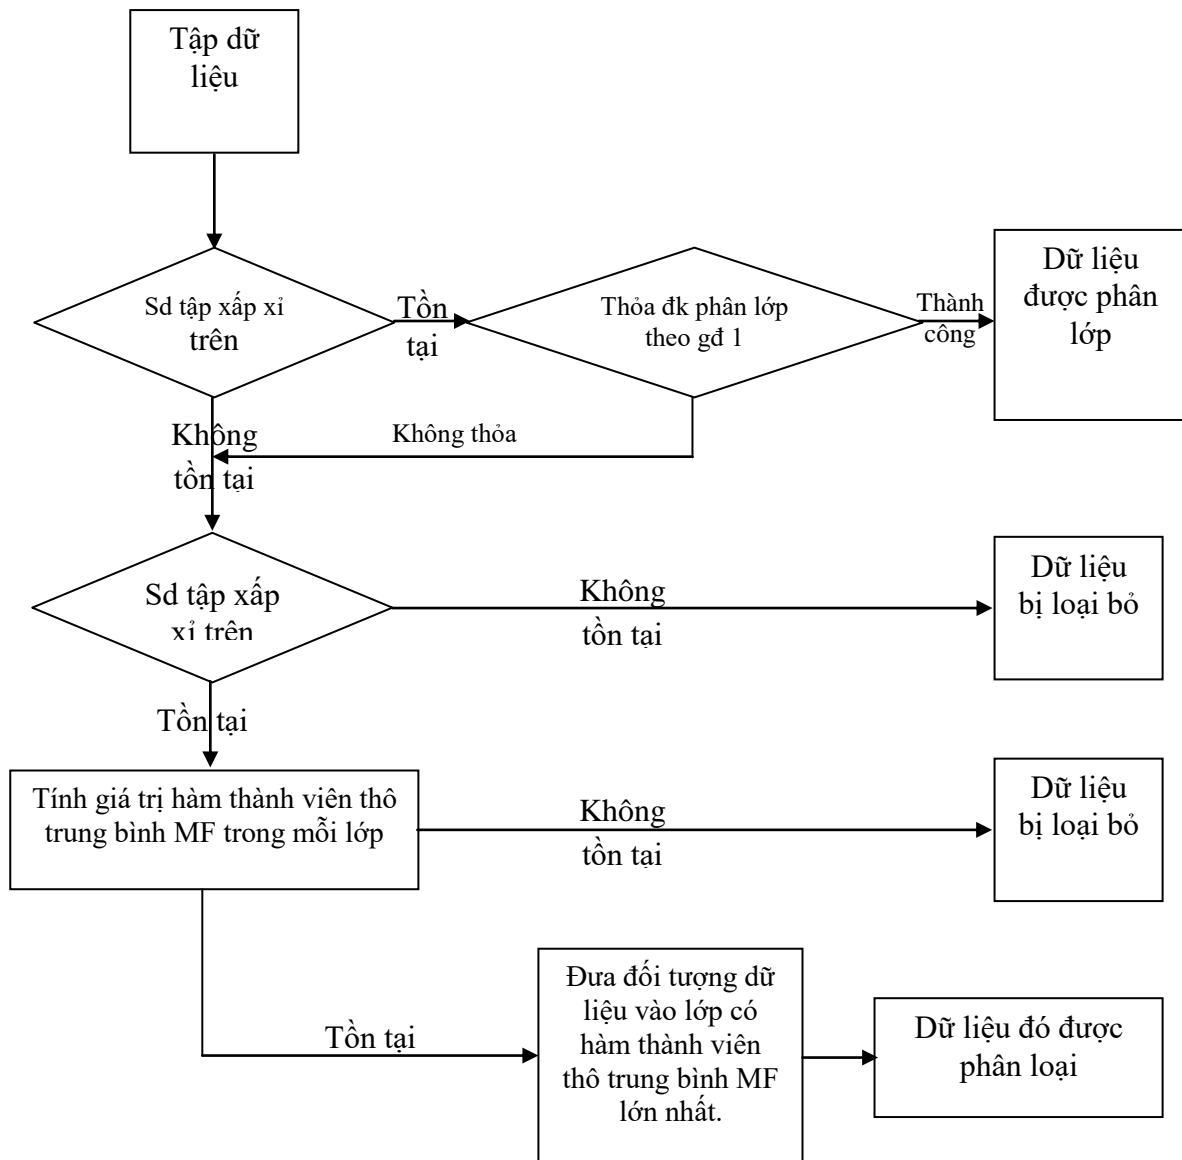 Tập dữ
liệu
Sd tập xấp xỉ
trên
Tồn
tại
Thỏa đk phân lớp
theo gđ 1
Thành
công
Dữ liệu
được phân
lớp
Không
tồn tại
Không thỏa
Sd tập xấp
xỉ trên
Không
tồn tại
Dữ liệu
bị loại bỏ
Tồn tại
Tính giá trị hàm thành viên thô
trung bình MF trong mỗi lớp
Không
tồn tại
Dữ liệu
bị loại bỏ
Tồn tại
Đưa đối tượng dữ
liệu vào lớp có
hàm thành viên
thô trung bình MF
lớn nhất.
Dữ liệu đó được
phân loại